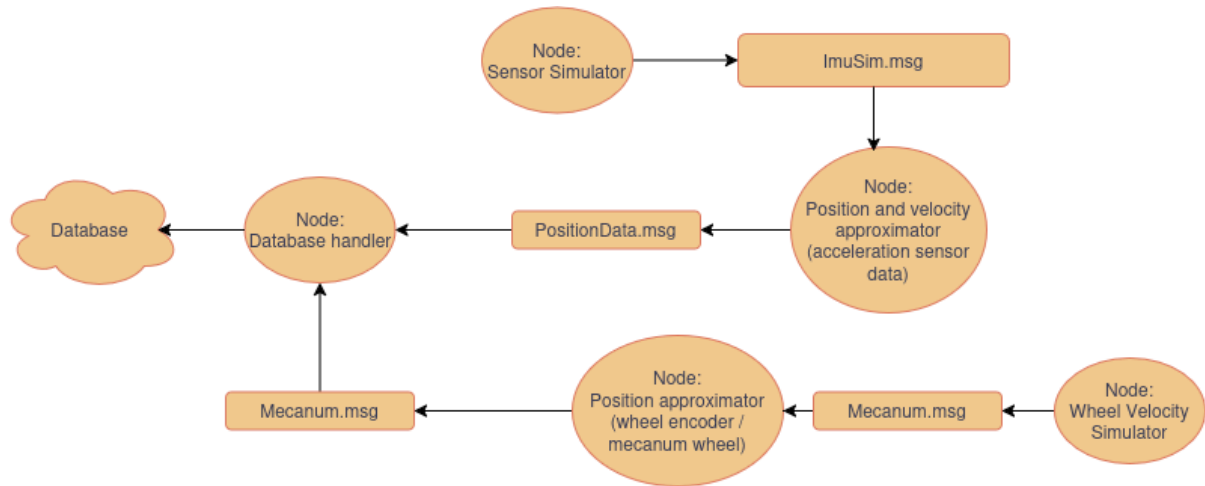 Node:
Sensor Simulator
ImuSim.msg
Node:
Position and velocity
approximator
(acceleration sensor
data)
PositionData.msg
Node:
Database handler
Database
Mecanum.msg
Node:
Position approximator
(wheel encoder /
mecanum wheel)
Mecanum.msg
Node:
Wheel Velocity
Simulator